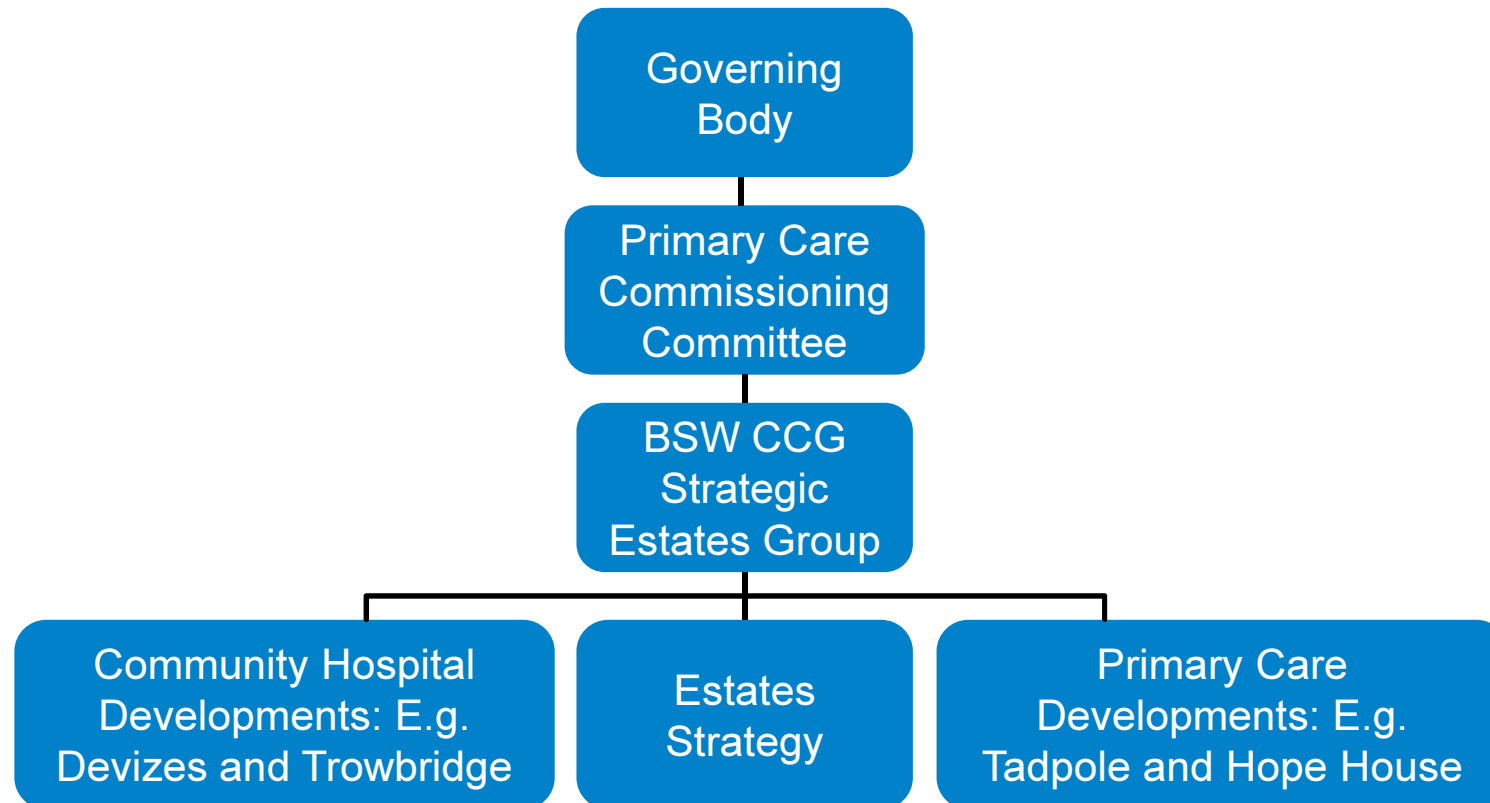 Governing
Body
Primary Care
Commissioning
Committee
BSW CCG
Strategic
Estates Group
Community Hospital
Developments: E.g.
Devizes and Trowbridge
Estates
Strategy
Primary Care
Developments: E.g.
Tadpole and Hope House